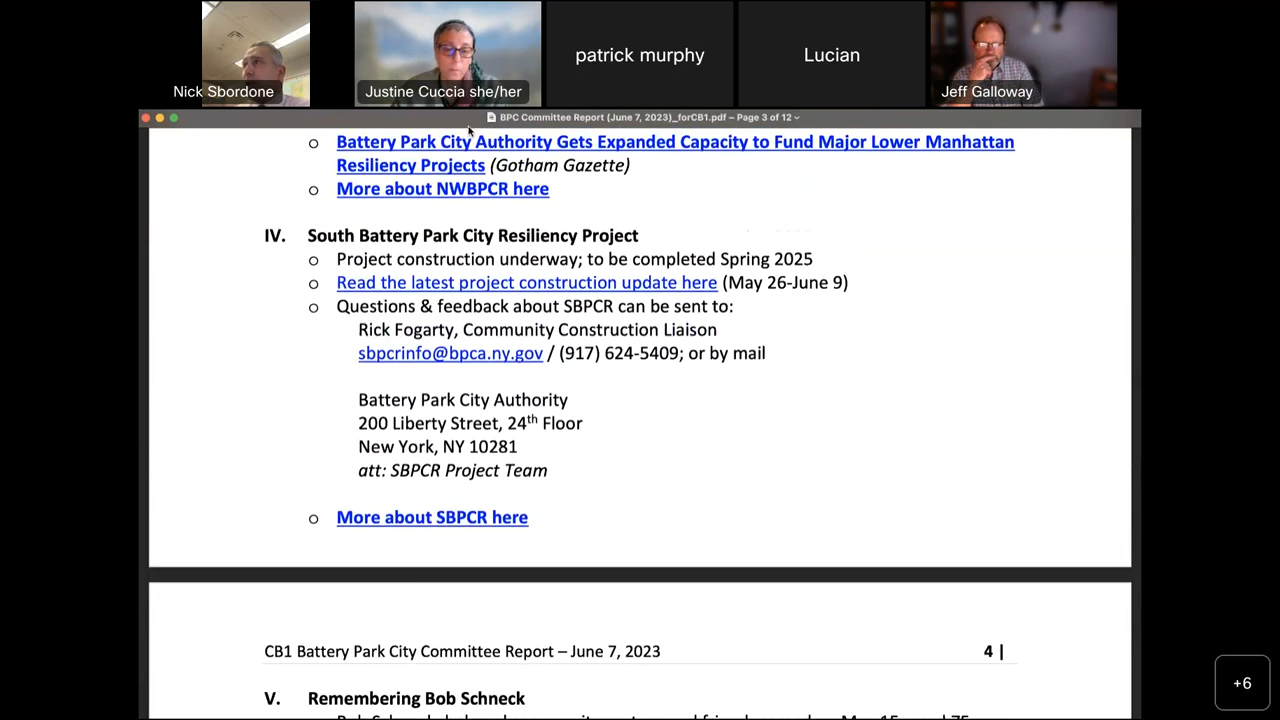 patrick murphy
Lucian
Nick Sbordone
Justine Cuccia she/her
Jeff Galloway
BPC Committee Report (June 7, 2023)_forCB1.pdf – Page 3 of 12
o Battery Park City Authority Gets Expanded Capacity to Fund Major Lower Manhattan
Resiliency Projects (Gotham Gazette)
o More about NWBPCR here
IV. South Battery Park City Resiliency Project
o Project construction underway; to be completed Spring 2025
o Read the latest project construction update here (May 26-June 9)
o Questions & feedback about SBPCR can be sent to:
Rick Fogarty, Community Construction Liaison
sbpcrinfo@bpca.ny.gov / (917) 624-5409; or by mail
Battery Park City Authority
200 Liberty Street, 24th Floor
New York, NY 10281
att: SBPCR Project Team
o More about SBPCR here
CB1 Battery Park City Committee Report – June 7, 2023 4 |
V. Remembering Bob Schneck
+6